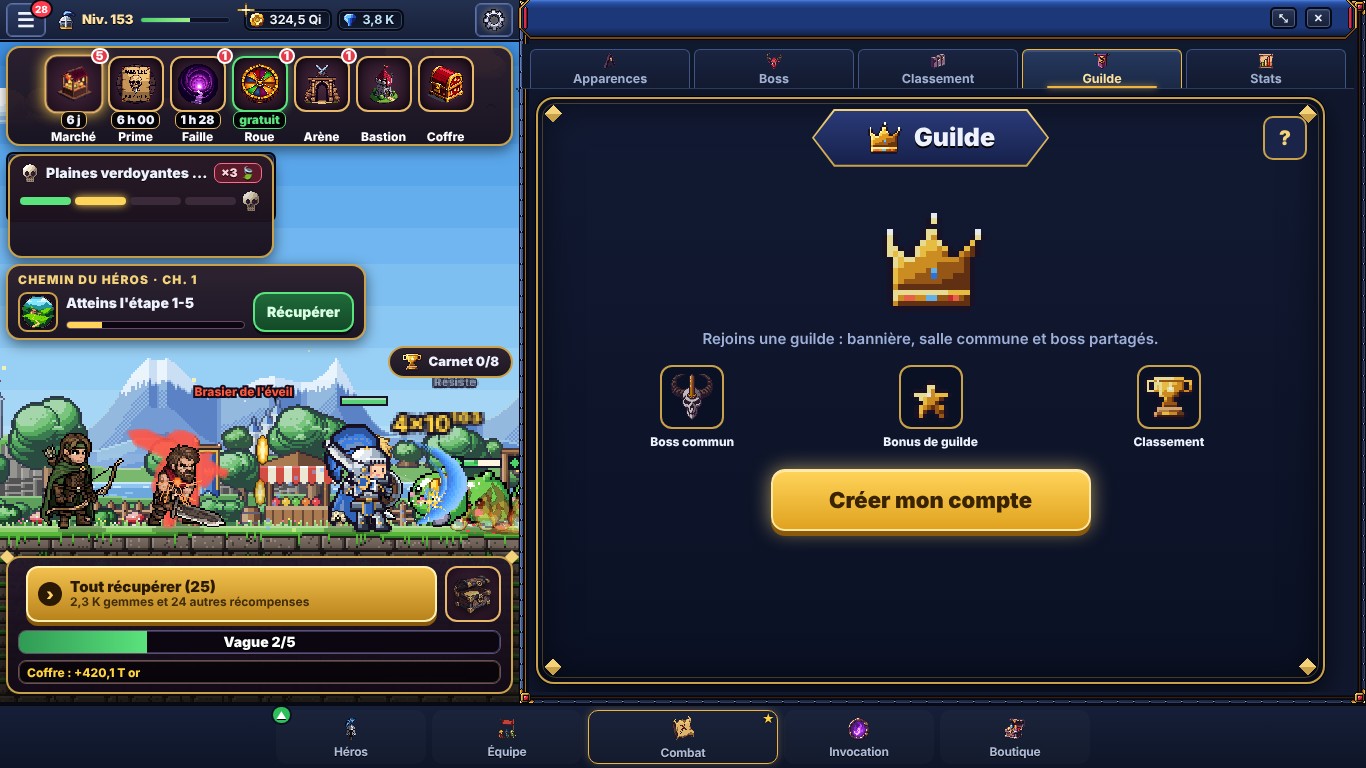 28
Niv. 153
324,5 Qi
3,8 K
5
1
1
1
6 j
6 h 00
1 h 28
gratuit
Marché
Prime
Faille
Roue
Arène
Bastion
Coffre
Plaines verdoyantes ...
×3
CHEMIN DU HÉROS · CH. 1
Atteins l'étape 1-5
Récupérer
Carnet 0/8
Résiste
Brasier de l'éveil
Tout récupérer (25)
2,3 K gemmes et 24 autres récompenses
Vague 2/5
Coffre : +420,1 T or
Apparences
Boss
Classement
Guilde
Stats
Guilde
?
Rejoins une guilde : bannière, salle commune et boss partagés.
Boss commun
Bonus de guilde
Classement
Créer mon compte
Héros
Équipe
Combat
Invocation
Boutique